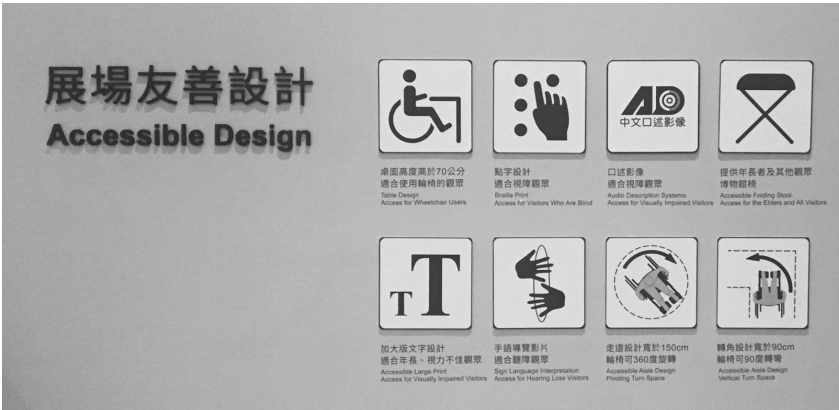 展場友善設計
Accessible Design
桌面高度高於70公分
適合使用輪椅的觀眾
Table Design
Access for Wheelchair Users
點字設計
適合視障觀眾
Braille Print
Access for Visitors Who Are Blind
AD
中文口述影像
口述影像
適合視障觀眾
Audio Description Systems
Access for Visually Impaired Visitors
提供年長者及其他觀眾
博物館椅
Accessible Folding Stool
Access for the Elders and All Visitors
TT
加大版文字設計
適合年長、視力不佳觀眾
Accessible Large Print
Access for Visually Impaired Visitors
手語導覽影片
適合聽障觀眾
Sign Language Interpretation
Access for Hearing Loss Visitors
走道設計寬於150cm
輪椅可360度旋轉
Accessible Aisle Design
Pivoting Turn Space
轉角設計寬於90cm
輪椅可90度轉彎
Accessible Aisle Design
Vertical Turn Space